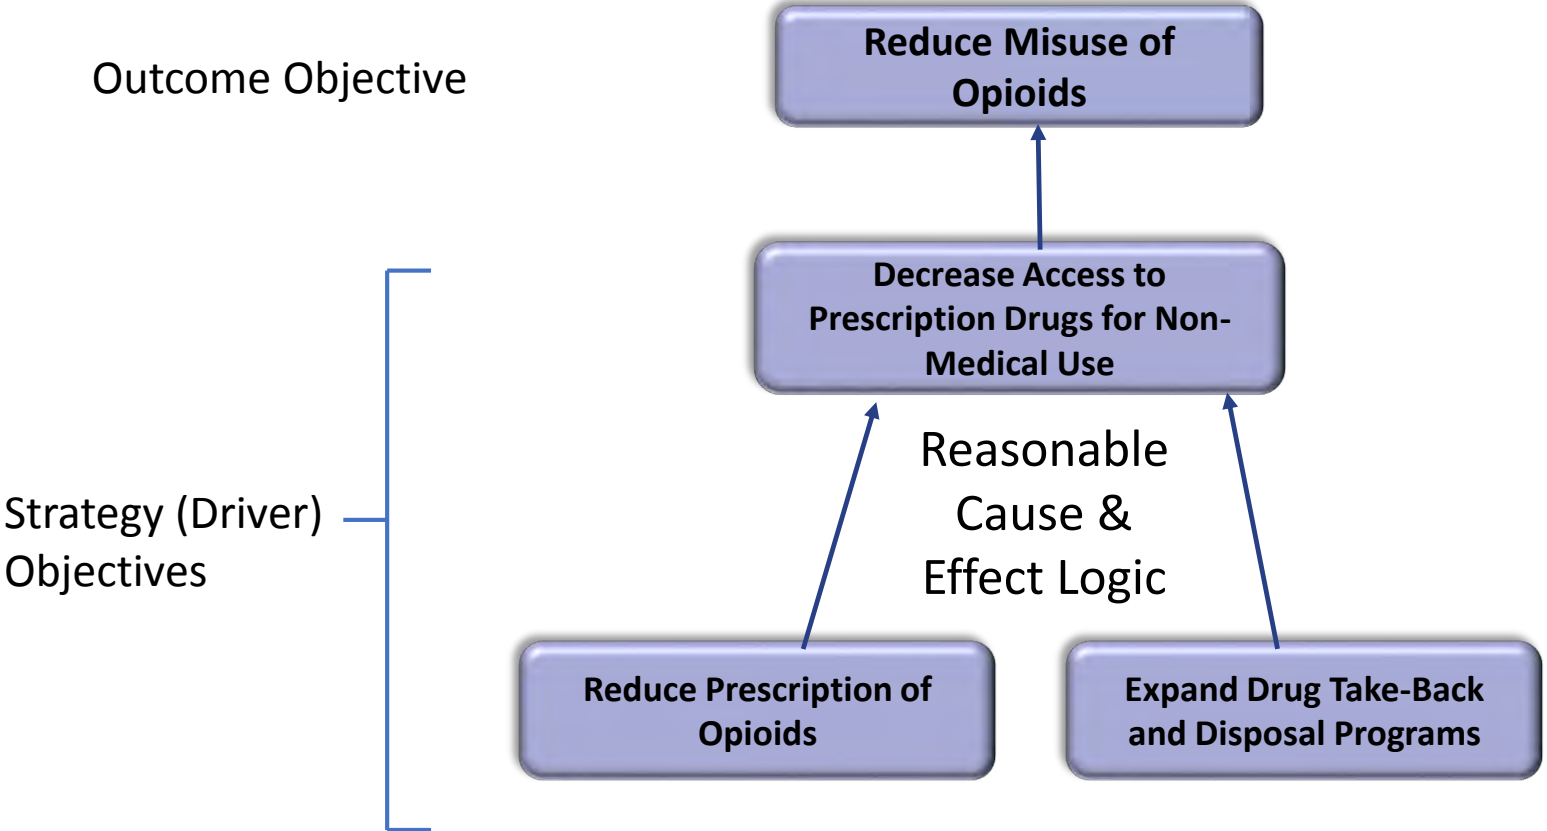 Outcome Objective
Reduce Misuse of
Opioids
Decrease Access to
Prescription Drugs for Non-
Medical Use
Strategy (Driver)
Objectives
Reasonable
Cause &
Effect Logic
Reduce Prescription of
Opioids
Expand Drug Take-Back
and Disposal Programs